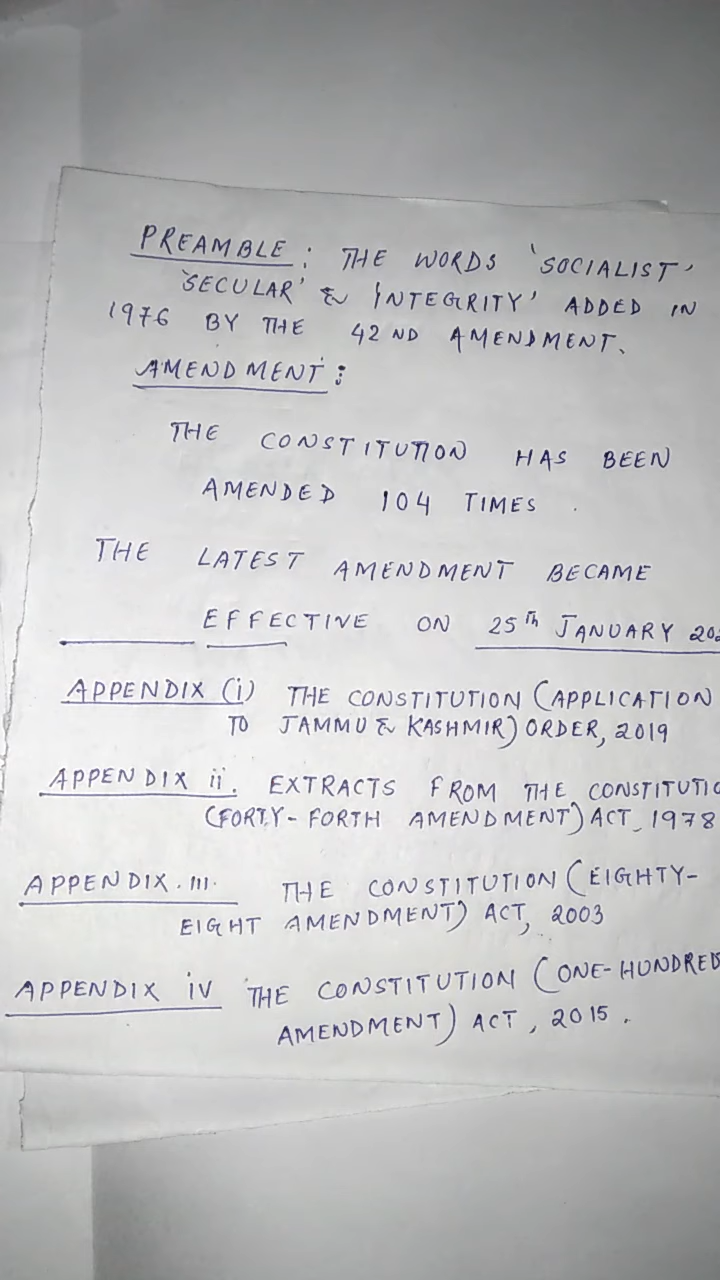 PREAMBLE : THE WORDS 'SOCIALIST'
'SECULAR' & INTEGRITY' ADDED IN
1976 BY THE 42 ND AMENDMENT.
AMENDMENT :
THE CONSTITUTION HAS BEEN
AMENDED 104 TIMES .
THE LATEST AMENDMENT BECAME
EFFECTIVE ON 25th JANUARY
APPENDIX (i) THE CONSTITUTION (APPLICATION
TO JAMMU & KASHMIR) ORDER, 2019
APPENDIX ii. EXTRACTS FROM THE
(FORTY-FORTH AMENDMENT) ACT, 1978
APPENDIX.III. THE CONSTITUTION (EIGHTY-
EIGHT AMENDMENT) ACT, 2003
APPENDIX iv THE CONSTITUTION (ONE-HUNDRED
AMENDMENT) ACT, 2015.